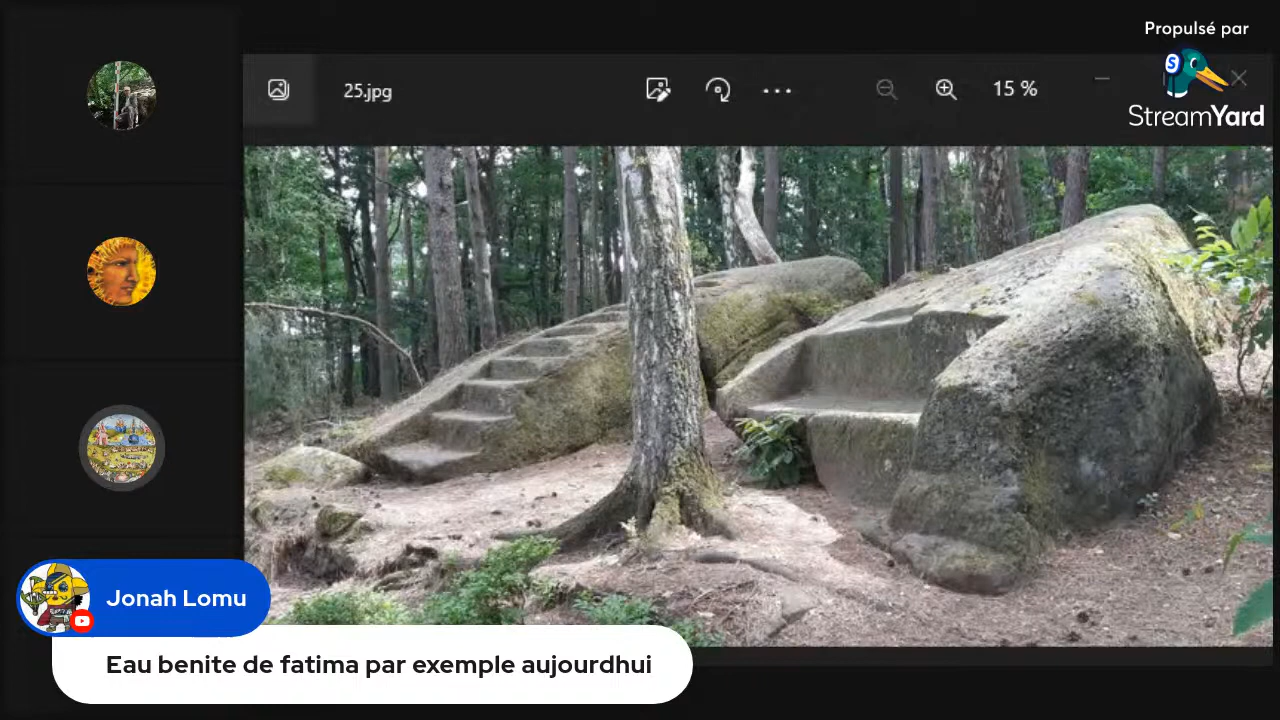 Propulsé par
StreamYard
25.jpg
15 %
Jonah Lomu
Eau benite de fatima par exemple aujourdhui